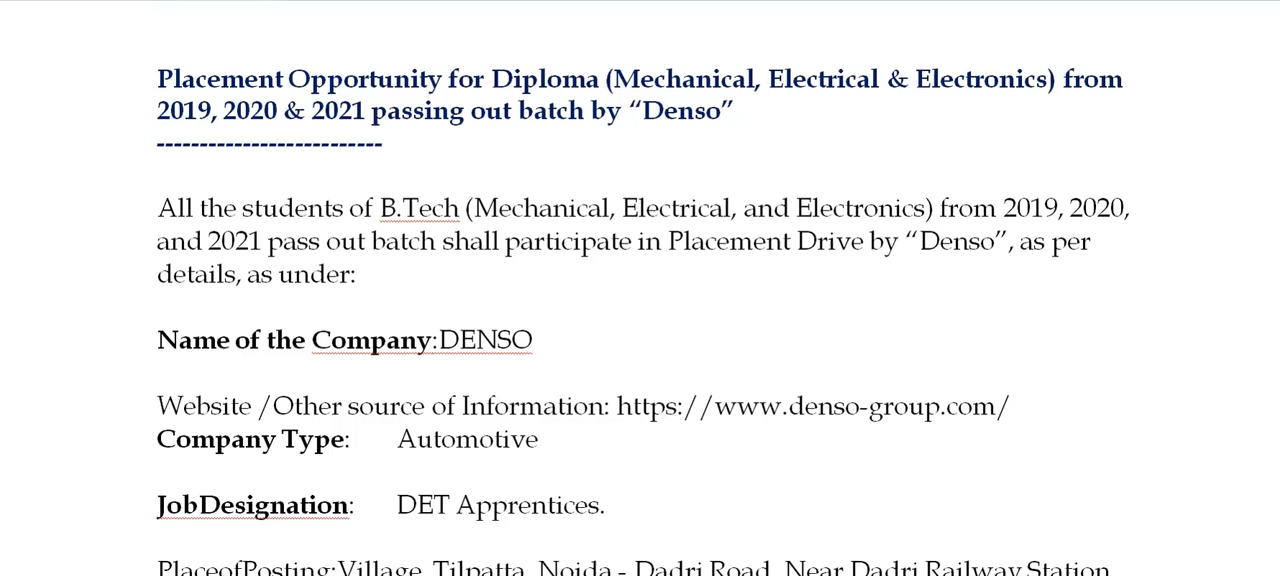 Placement Opportunity for Diploma (Mechanical, Electrical & Electronics) from
2019, 2020 & 2021 passing out batch by “Denso”
--------------------------
All the students of B.Tech (Mechanical, Electrical, and Electronics) from 2019, 2020,
and 2021 pass out batch shall participate in Placement Drive by “Denso”, as per
details, as under:
Name of the Company:DENSO
Website /Other source of Information: https://www.denso-group.com/
Company Type: Automotive
JobDesignation: DET Apprentices.
PlaceofPosting:Village Tilpatta, Noida - Dadri Road, Near Dadri Railway Station